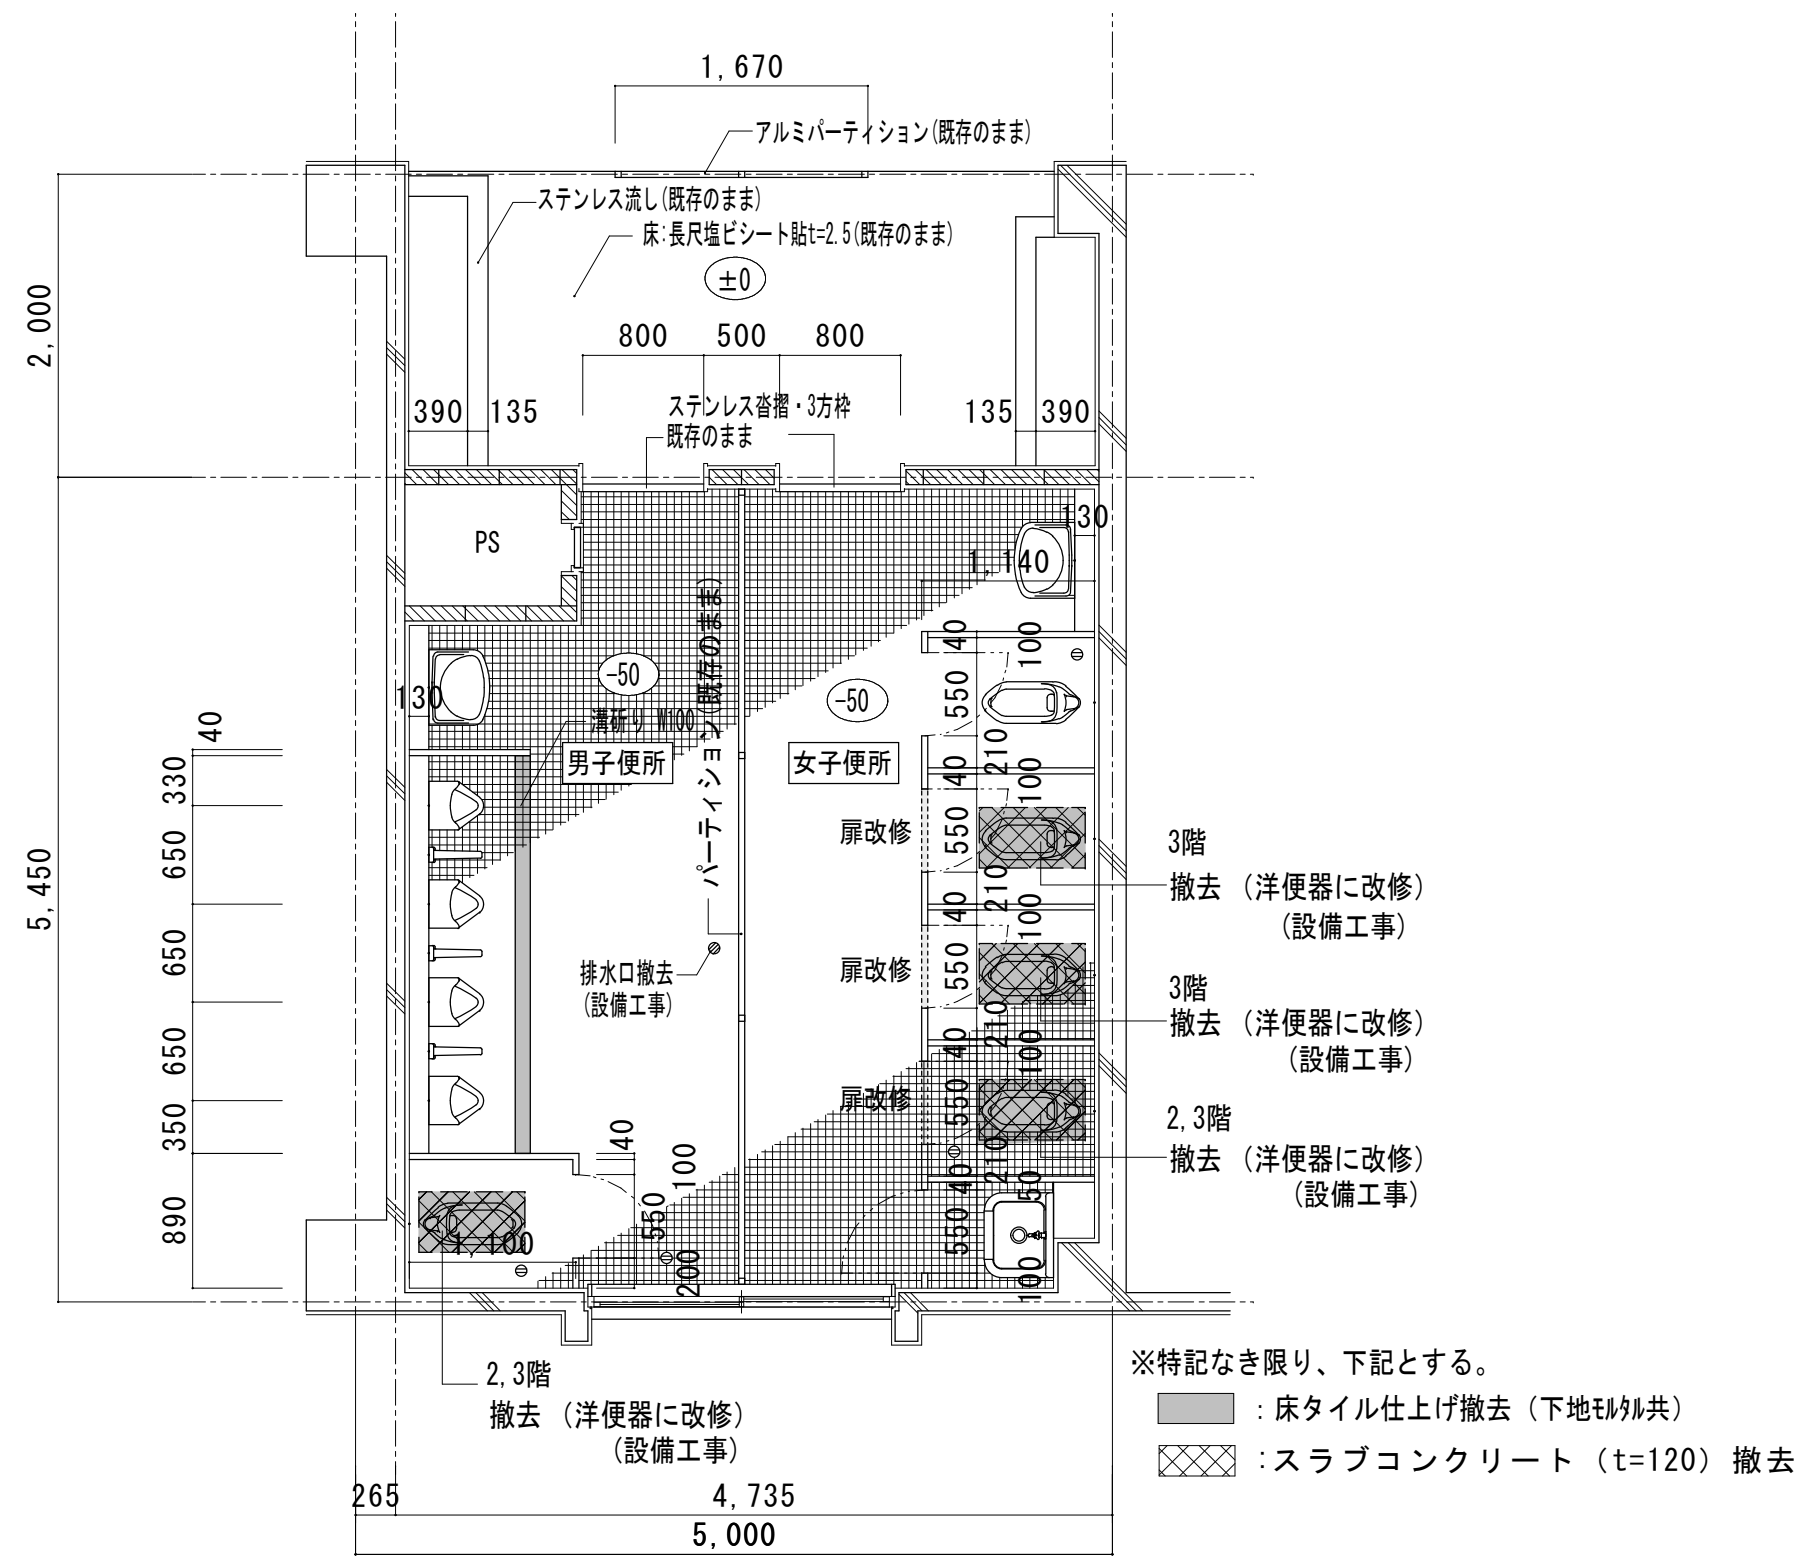 1,670
アルミパーティション(既存のまま)
ステンレス流し(既存のまま)
床:長尺塩ビシート貼t=2.5(既存のまま)
±0
2,000
800
500
800
ステンレス沓摺・3方枠
既存のまま
390
135
135
390
PS
130
1,140
パーティション(既存のまま)
-50
-50
130
溝斫り W100
男子便所
女子便所
40
330
650
650
650
350
890
5,450
40
100
550
210
40
100
扉改修
550
210
40
100
扉改修
550
210
40
100
扉改修
550
210
40
50
550
100
3階
撤去 (洋便器に改修)
(設備工事)
3階
撤去 (洋便器に改修)
(設備工事)
2,3階
撤去 (洋便器に改修)
(設備工事)
排水口撤去
(設備工事)
40
100
550
200
1,100
2,3階
撤去 (洋便器に改修)
(設備工事)
※特記なき限り、下記とする。
:床タイル仕上げ撤去(下地ﾓﾙﾀﾙ共)
:スラブコンクリート(t=120)撤去
265
4,735
5,000